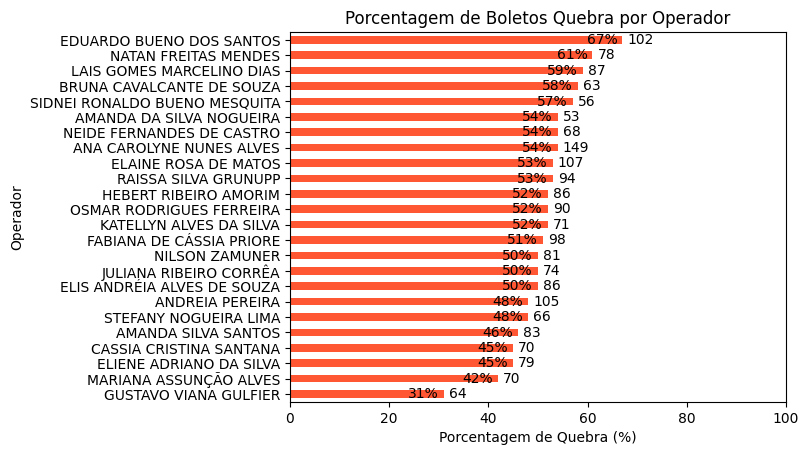 Porcentagem de Boletos Quebra por Operador
EDUARDO BUENO DOS SANTOS 67% 102
NATAN FREITAS MENDES 61% 78
LAIS GOMES MARCELINO DIAS 59% 87
BRUNA CAVALCANTE DE SOUZA 58% 63
SIDNEI RONALDO BUENO MESQUITA 57% 56
AMANDA DA SILVA NOGUEIRA 54% 53
NEIDE FERNANDES DE CASTRO 54% 68
ANA CAROLYNE NUNES ALVES 54% 149
ELAINE ROSA DE MATOS 53% 107
RAISSA SILVA GRUNUPP 53% 94
HEBERT RIBEIRO AMORIM 52% 86
OSMAR RODRIGUES FERREIRA 52% 90
KATELLYN ALVES DA SILVA 52% 71
FABIANA DE CÁSSIA PRIORE 51% 98
NILSON ZAMUNER 50% 81
JULIANA RIBEIRO CORRÊA 50% 74
ELIS ANDRÉIA ALVES DE SOUZA 50% 86
ANDREIA PEREIRA 48% 105
STEFANY NOGUEIRA LIMA 48% 66
AMANDA SILVA SANTOS 46% 83
CASSIA CRISTINA SANTANA 45% 70
ELIENE ADRIANO DA SILVA 45% 79
MARIANA ASSUNÇÃO ALVES 42% 70
GUSTAVO VIANA GULFIER 31% 64
Operador
0 20 40 60 80 100
Porcentagem de Quebra (%)